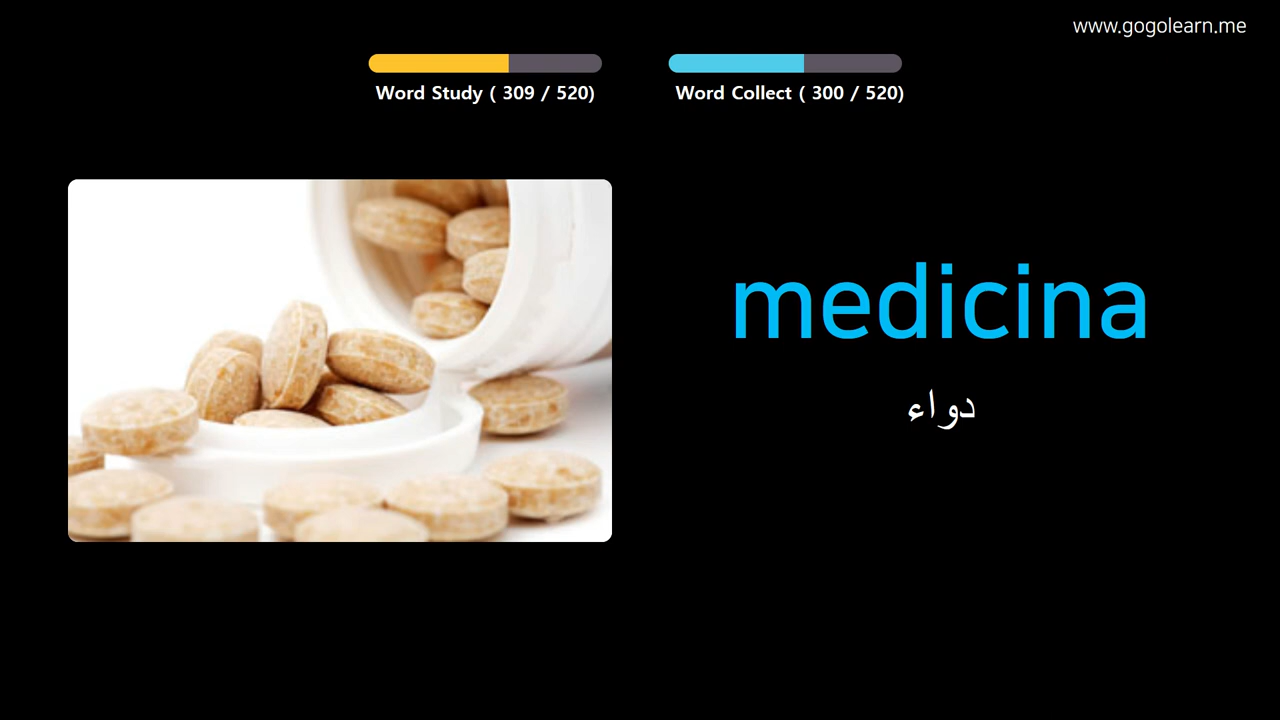 www.gogolearn.me
Word Study ( 309 / 520)
Word Collect ( 300 / 520)
medicina
دواء